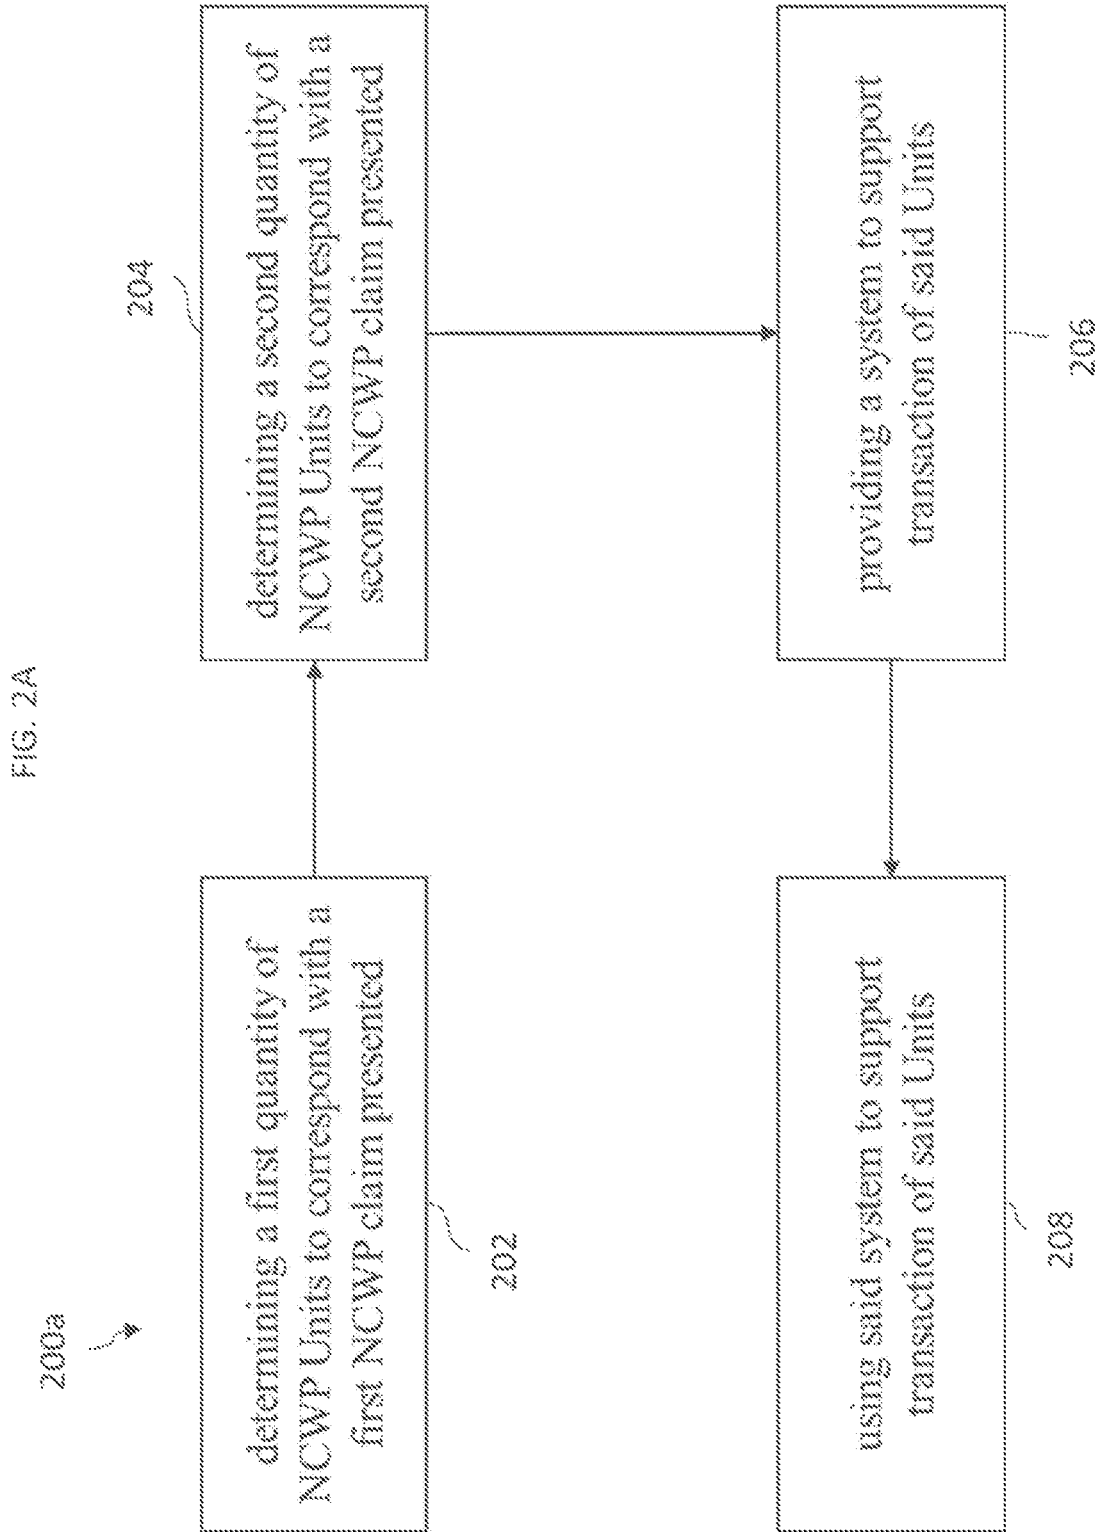 FIG. 2A
200a
determining a first quantity of
NCWP Units to correspond with a
first NCWP claim presented
202
determining a second quantity of
NCWP Units to correspond with a
second NCWP claim presented
204
providing a system to support
transaction of said Units
206
using said system to support
transaction of said Units
208